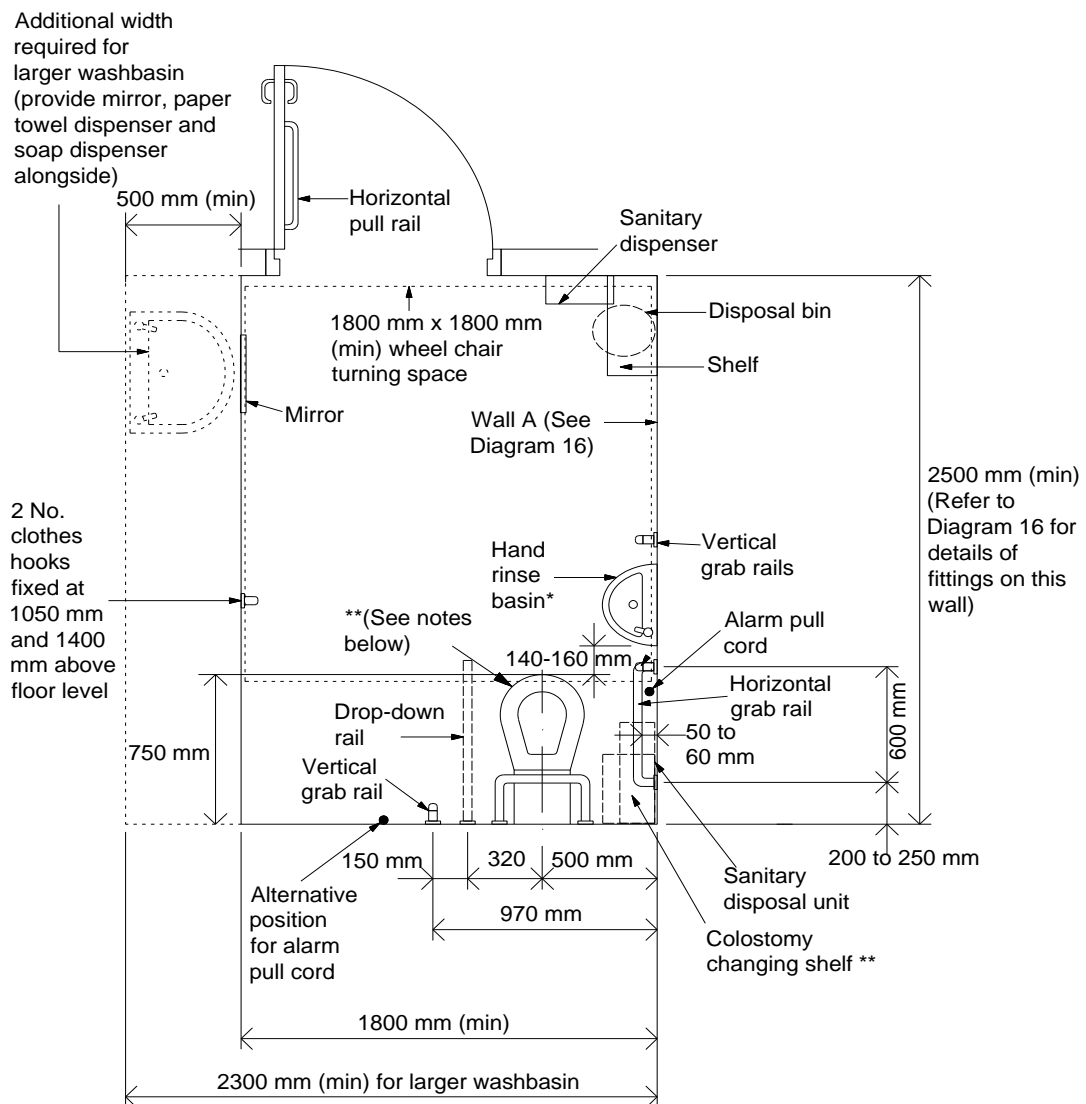 Additional width
required for
larger washbasin
(provide mirror, paper
towel dispenser and
soap dispenser
alongside)
500 mm (min)
Horizontal
pull rail
Sanitary
dispenser
1800 mm x 1800 mm
(min) wheel chair
turning space
Disposal bin
Shelf
Mirror
Wall A (See
Diagram 16)
2500 mm (min)
(Refer to
Diagram 16 for
details of
fittings on this
wall)
2 No.
clothes
hooks
fixed at
1050 mm
and 1400
mm above
floor level
Hand
rinse
basin*
Vertical
grab rails
**(See notes
below)
Alarm pull
cord
140-160 mm
Horizontal
grab rail
Drop-down
rail
50 to
60 mm
600 mm
750 mm
Vertical
grab rail
200 to 250 mm
150 mm
320
500 mm
Sanitary
disposal unit
Alternative
position
for alarm
pull cord
970 mm
Colostomy
changing shelf **
1800 mm (min)
2300 mm (min) for larger washbasin